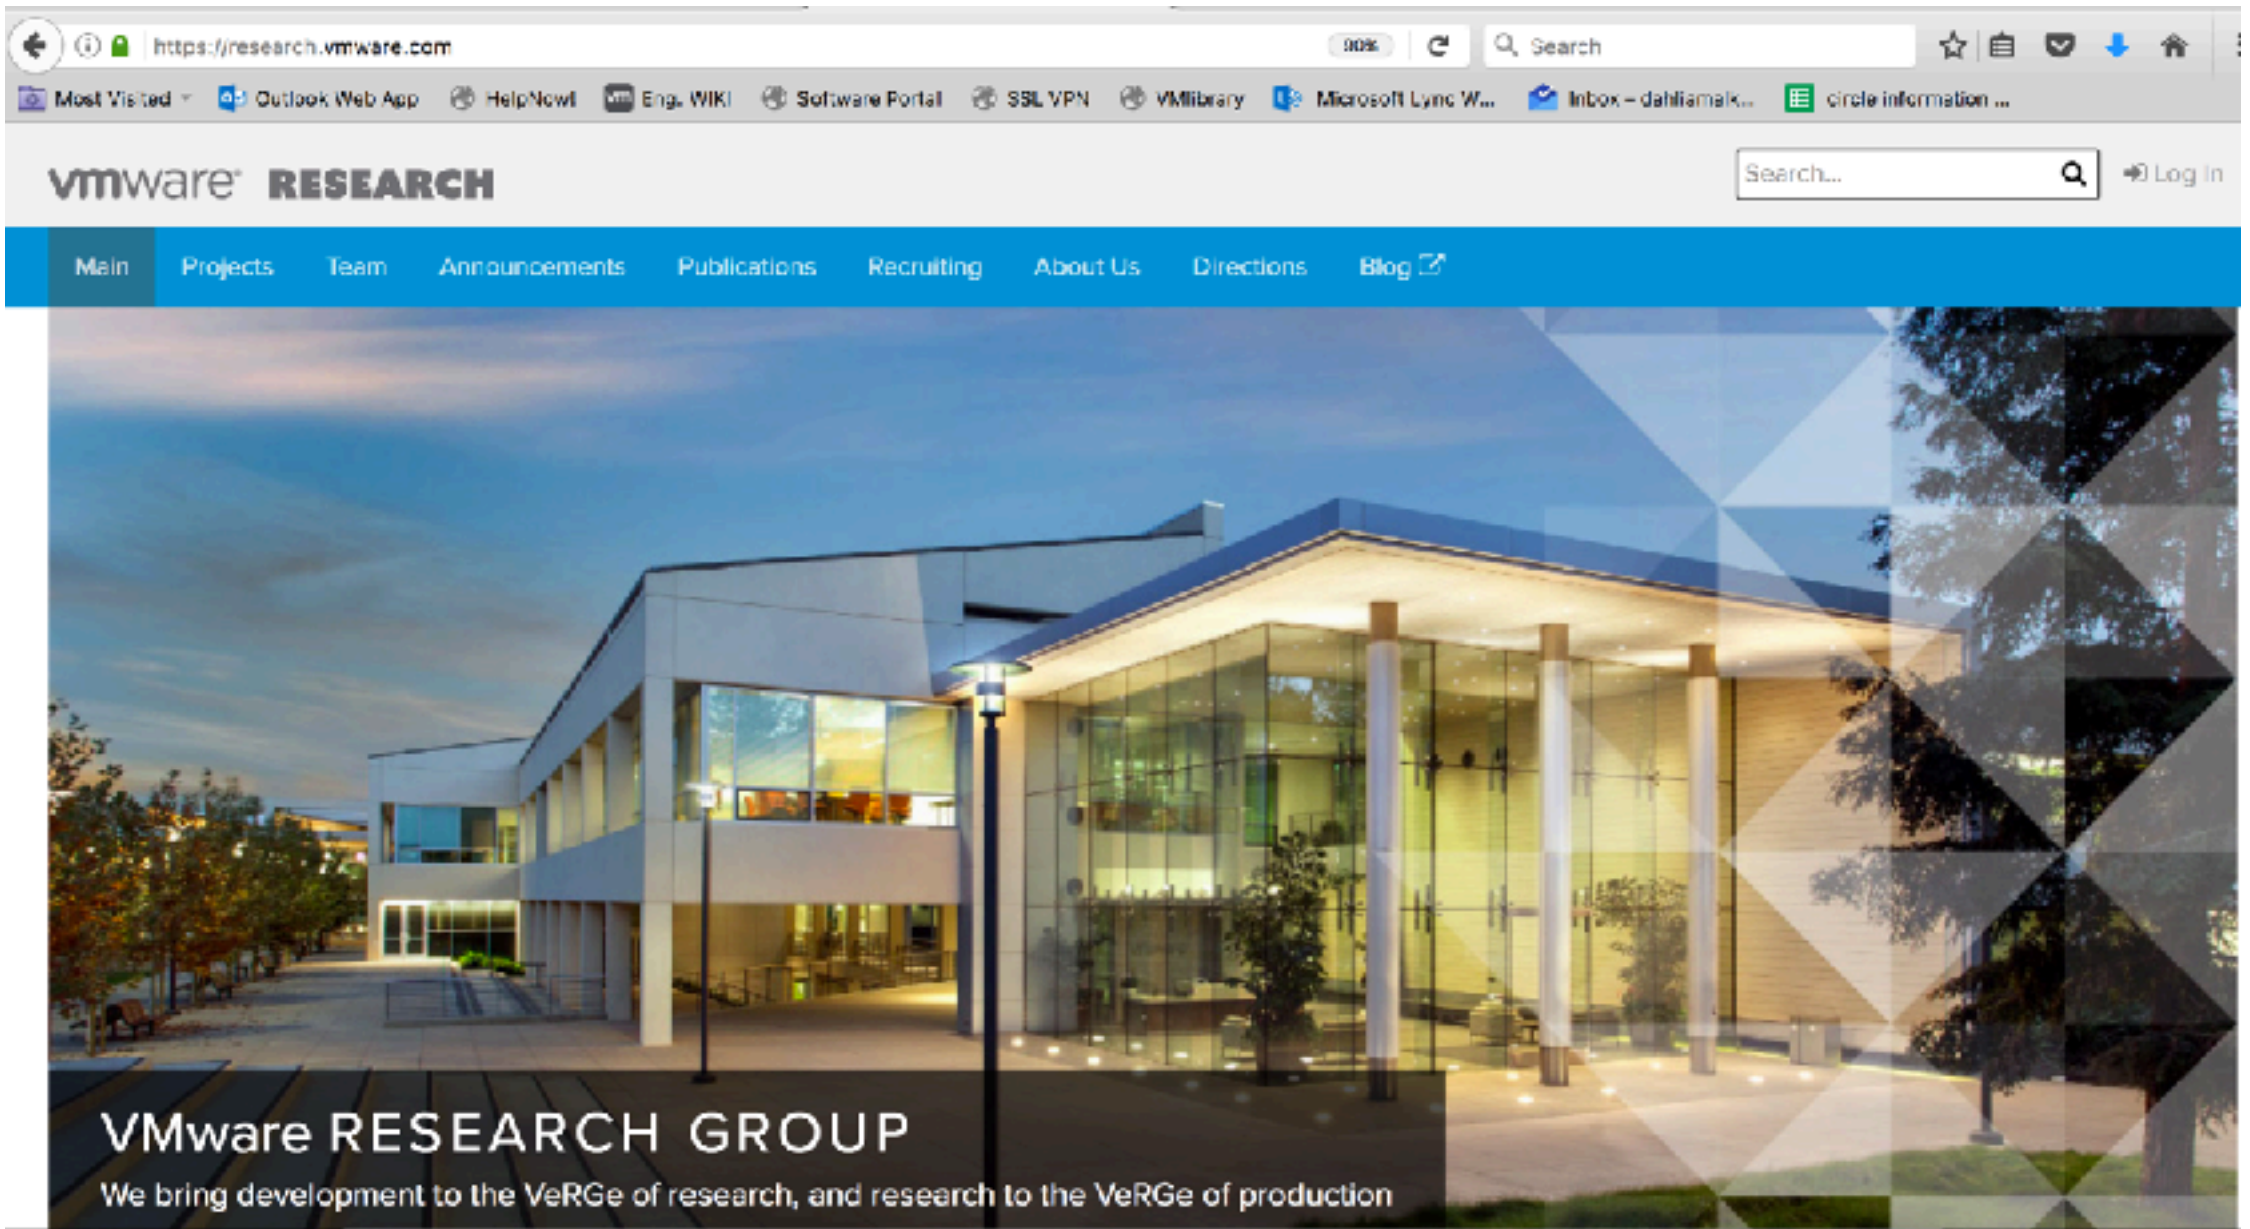 https://research.vmware.com
90%
Search
Most Visited
Outlook Web App
HelpNow!
Eng. WIKI
Software Portal
SSL VPN
VMlibrary
Microsoft Lync W...
Inbox – dahliamalk...
circle information ...
vmware® RESEARCH
Search...
Log In
Main
Projects
Team
Announcements
Publications
Recruiting
About Us
Directions
Blog
VMware RESEARCH GROUP
We bring development to the VeRGe of research, and research to the VeRGe of production